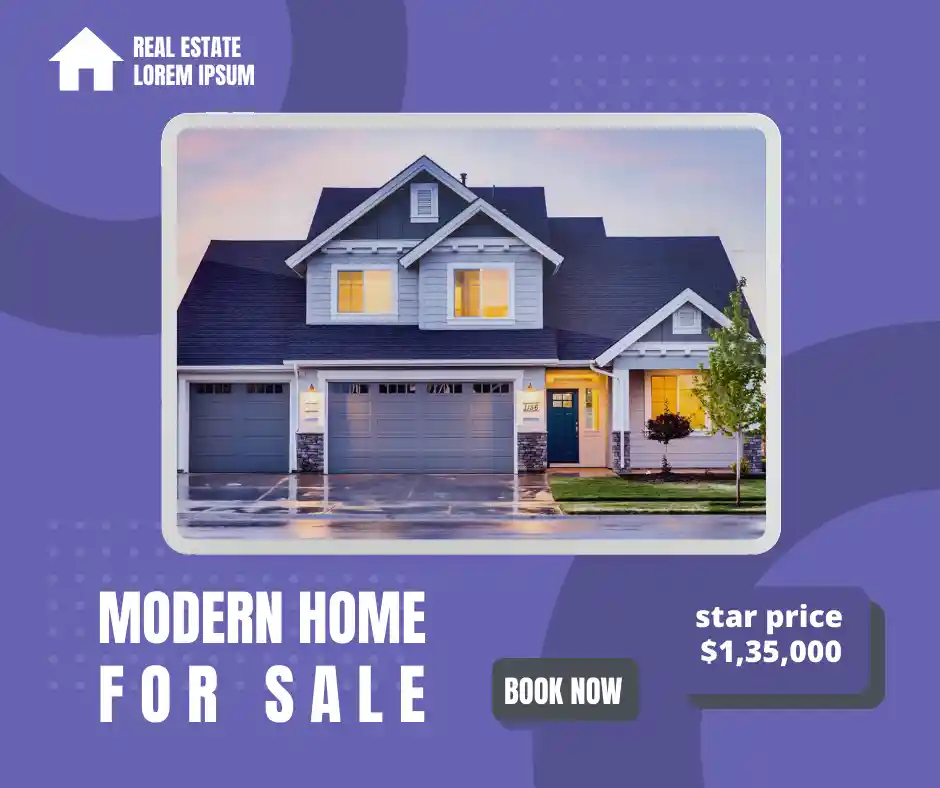 REAL ESTATE
LOREM IPSUM
MODERN HOME
FOR SALE
BOOK NOW
star price
$1,35,000